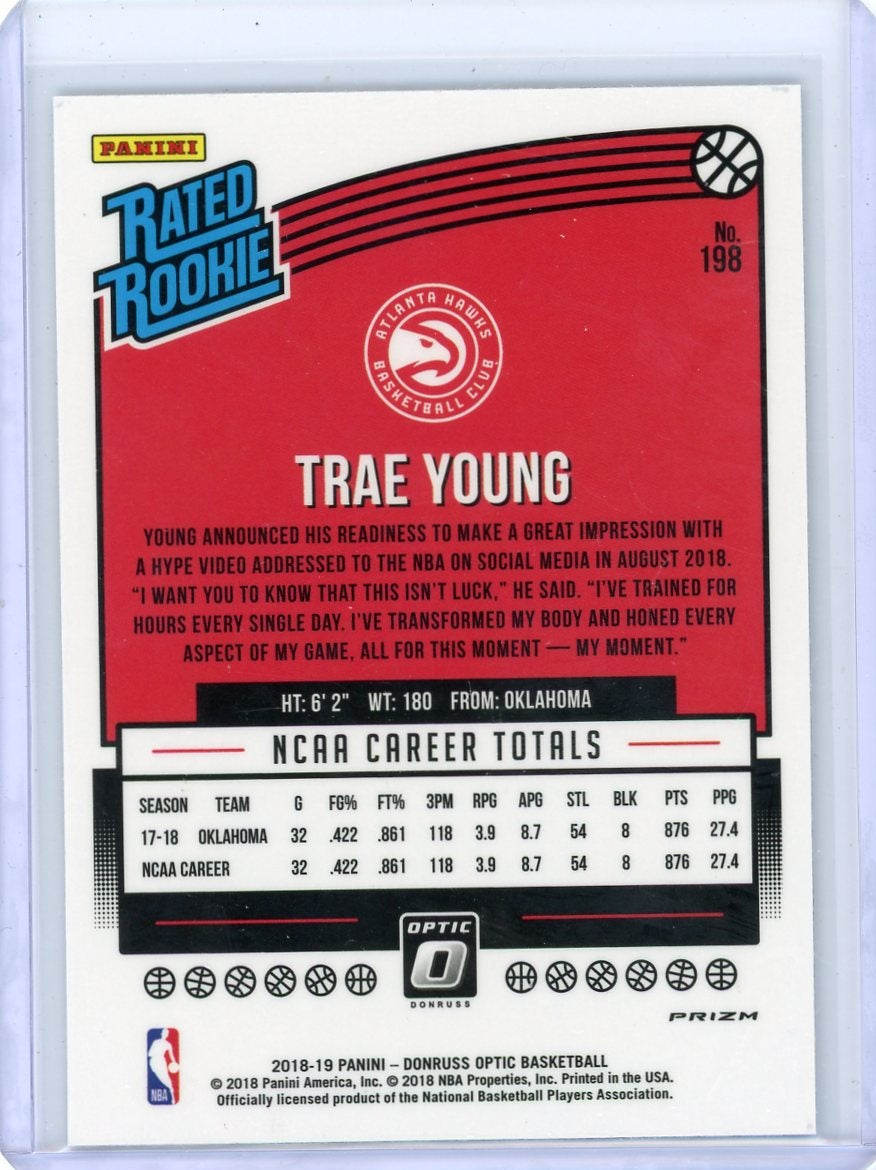 PANINI
RATED
ROOKIE
No.
198
ATLANTA HAWKS
BASKETBALL CLUB
TRAE YOUNG
YOUNG ANNOUNCED HIS READINESS TO MAKE A GREAT IMPRESSION WITH
A HYPE VIDEO ADDRESSED TO THE NBA ON SOCIAL MEDIA IN AUGUST 2018.
“I WANT YOU TO KNOW THAT THIS ISN'T LUCK,” HE SAID. “I'VE TRAINED FOR
HOURS EVERY SINGLE DAY. I'VE TRANSFORMED MY BODY AND HONED EVERY
ASPECT OF MY GAME, ALL FOR THIS MOMENT — MY MOMENT.”
HT: 6' 2" WT: 180 FROM: OKLAHOMA
NCAA CAREER TOTALS
SEASON TEAM G FG% FT% 3PM RPG APG STL BLK PTS PPG
17-18 OKLAHOMA 32 .422 .861 118 3.9 8.7 54 8 876 27.4
NCAA CAREER 32 .422 .861 118 3.9 8.7 54 8 876 27.4
OPTIC
O
DONRUSS
PRIZM
NBA
2018-19 PANINI – DONRUSS OPTIC BASKETBALL
© 2018 Panini America, Inc. © 2018 NBA Properties, Inc. Printed in the USA.
Officially licensed product of the National Basketball Players Association.